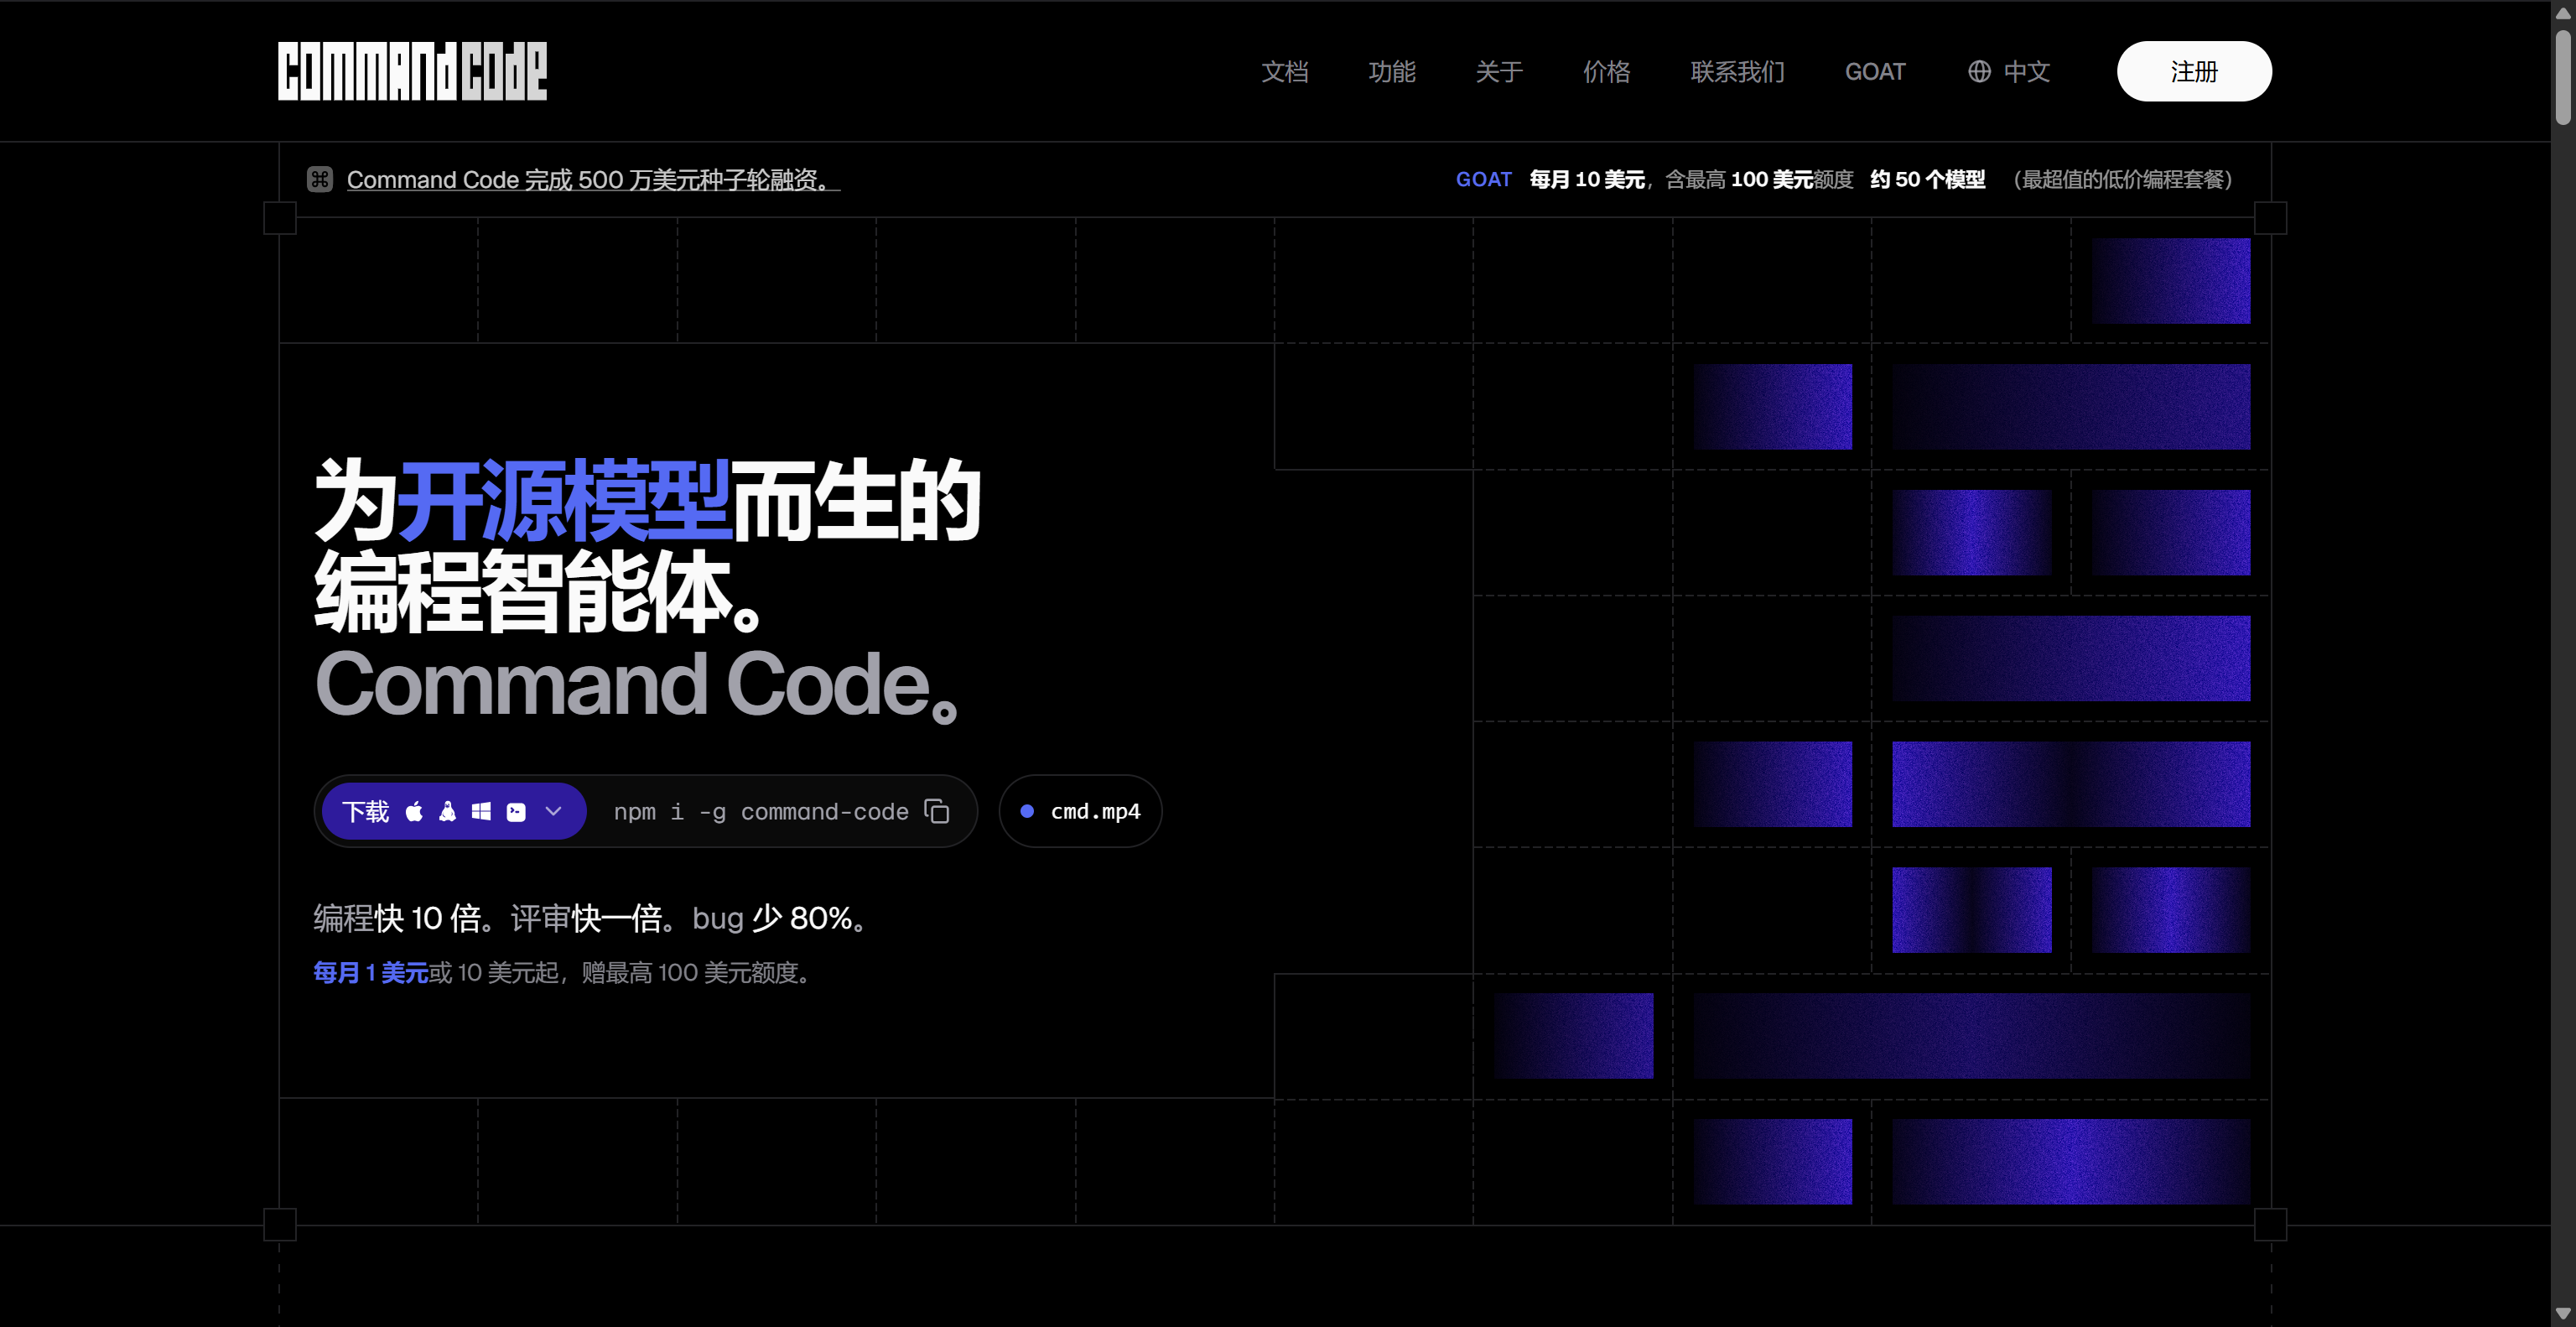 COMMAND CODE
文档 功能 关于 价格 联系我们 GOAT 中文 注册
Command Code 完成 500 万美元种子轮融资。
GOAT 每月 10 美元，含最高 100 美元额度 约 50 个模型 （最超值的低价编程套餐）
为开源模型而生的
编程智能体。
Command Code。
下载 npm i -g command-code cmd.mp4
编程快 10 倍。评审快一倍。bug 少 80%。
每月 1 美元或 10 美元起，赠最高 100 美元额度。